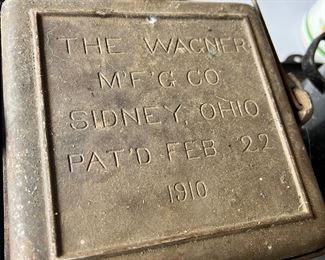 THE WAGNER
M'F'G CO.
SIDNEY, OHIO
PAT'D FEB. 22
1910